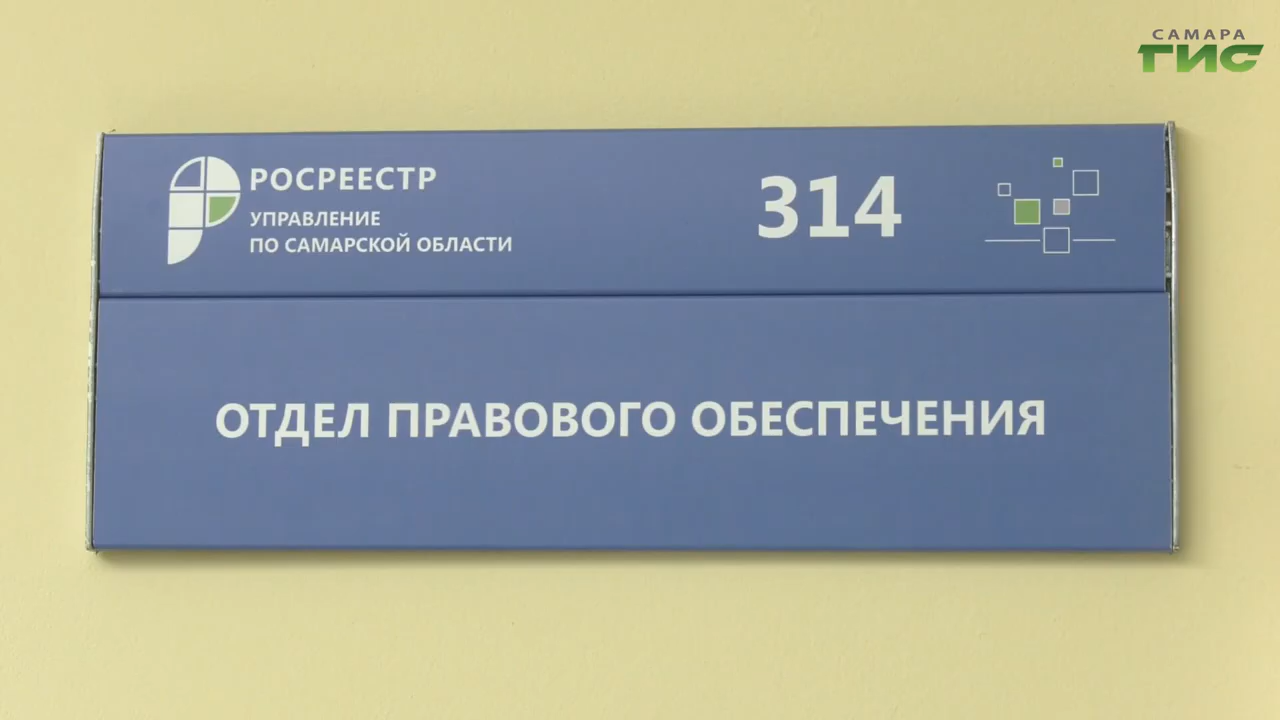 САМАРА
ГИС
РОСРЕЕСТР
УПРАВЛЕНИЕ
ПО САМАРСКОЙ ОБЛАСТИ
314
ОТДЕЛ ПРАВОВОГО ОБЕСПЕЧЕНИЯ